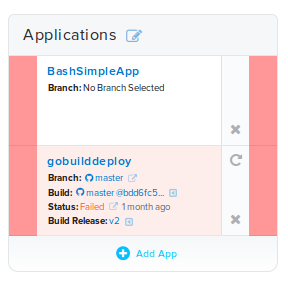 Applications
BashSimpleApp
Branch: No Branch Selected
gobuilddeploy
Branch: master
Build: master @bdd6fc5...
Status: Failed 1 month ago
Build Release: v2
Add App